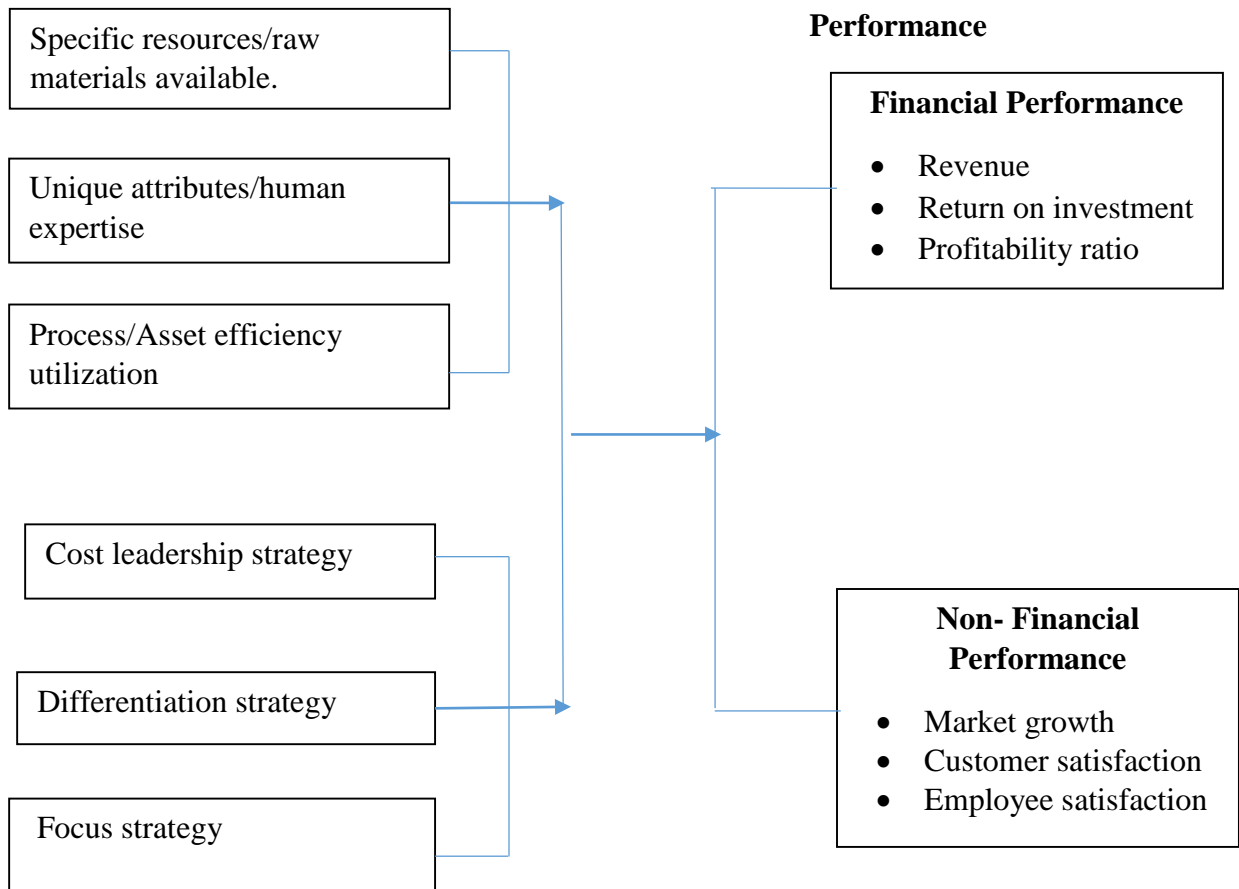 Specific resources/raw
materials available.
Unique attributes/human
expertise
Process/Asset efficiency
utilization
Cost leadership strategy
Differentiation strategy
Focus strategy
Performance
Financial Performance
• Revenue
• Return on investment
• Profitability ratio
Non- Financial
Performance
• Market growth
• Customer satisfaction
• Employee satisfaction